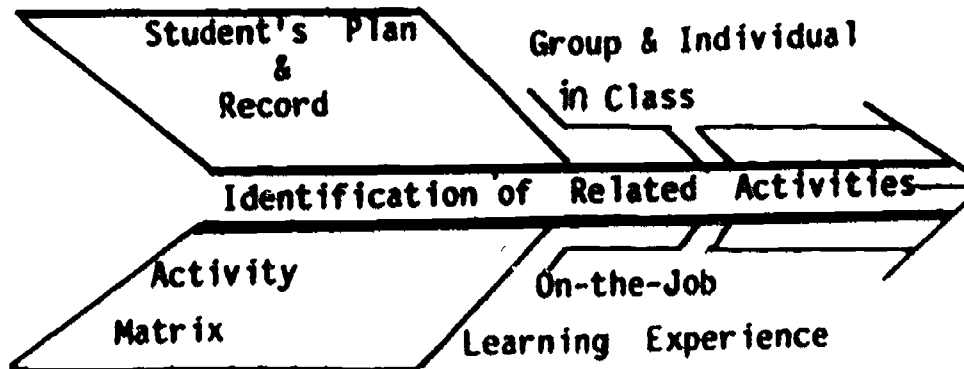 Student's Plan
&
Record
Group & Individual
in Class
Identification of Related Activities
Activity
Matrix
On-the-Job
Learning Experience